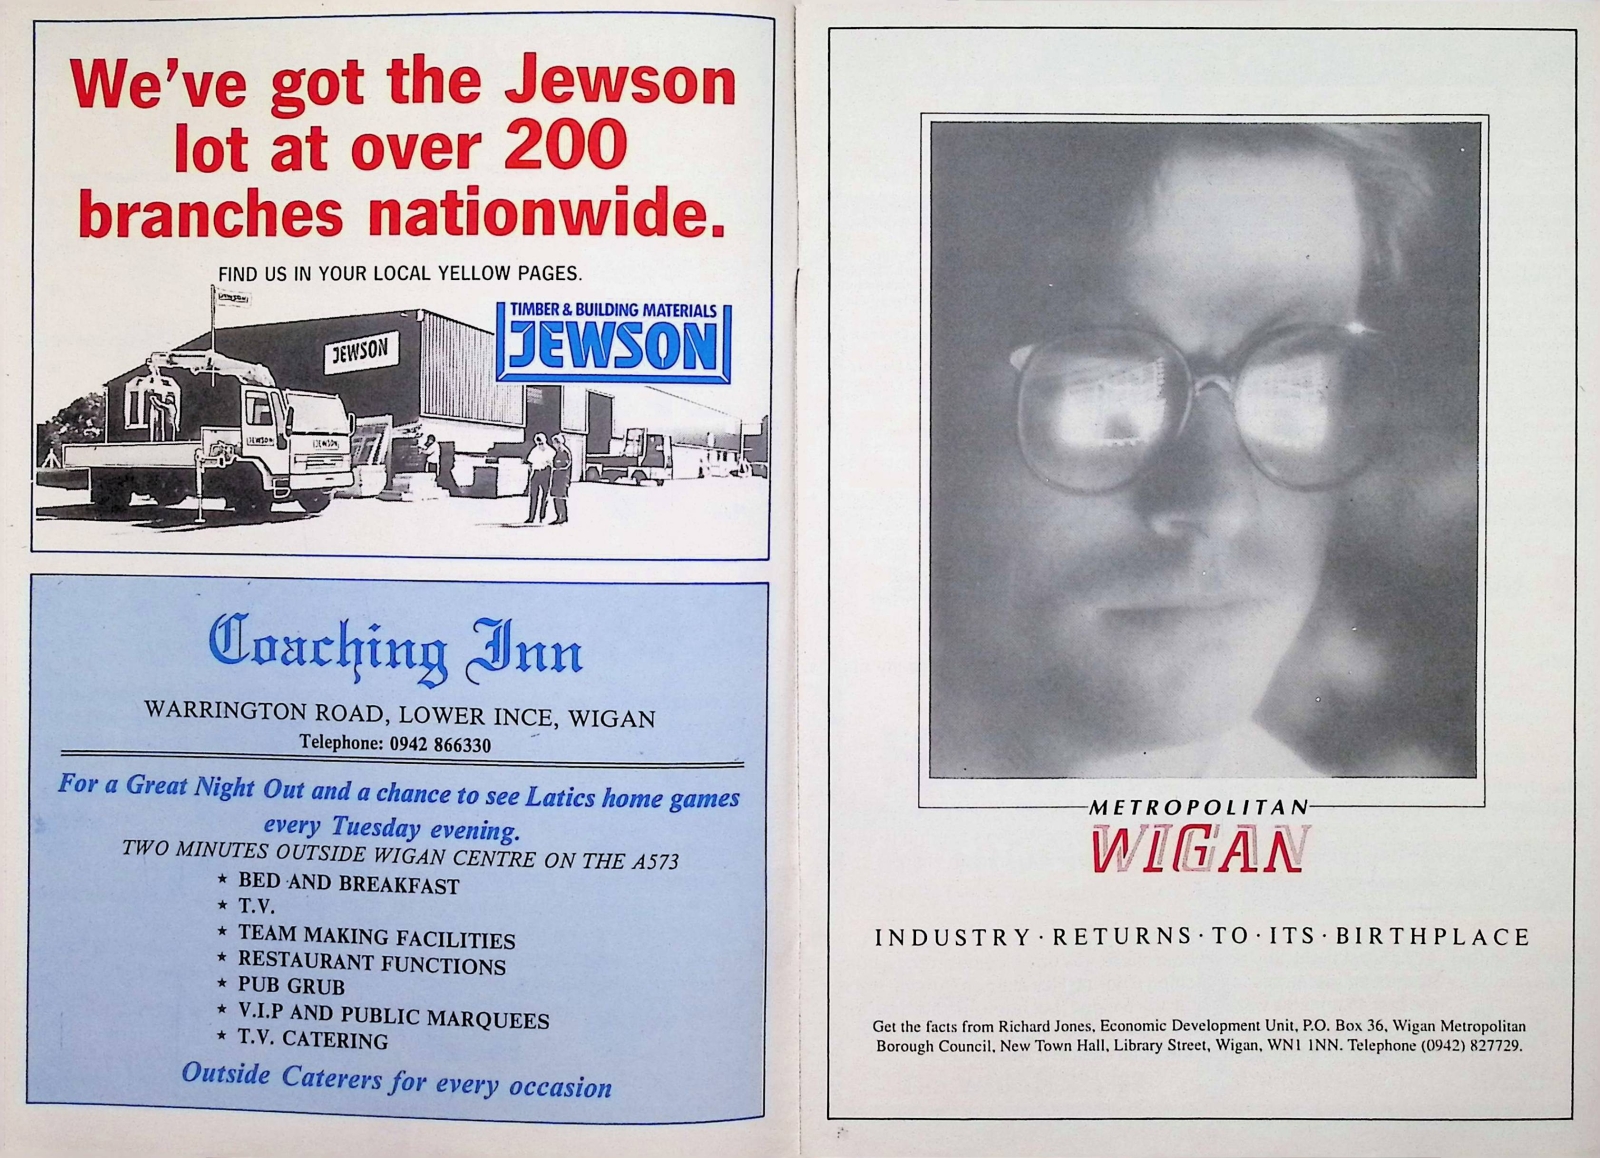 We've got the Jewson
lot at over 200
branches nationwide.
FIND US IN YOUR LOCAL YELLOW PAGES.
TIMBER & BUILDING MATERIALS
JEWSON
JEWSON
JEWSON
JEWSON
JEWSON
Coaching Inn
WARRINGTON ROAD, LOWER INCE, WIGAN
Telephone: 0942 866330
For a Great Night Out and a chance to see Latics home games
every Tuesday evening.
TWO MINUTES OUTSIDE WIGAN CENTRE ON THE A573
★ BED AND BREAKFAST
★ T.V.
★ TEAM MAKING FACILITIES
★ RESTAURANT FUNCTIONS
★ PUB GRUB
★ V.I.P AND PUBLIC MARQUEES
★ T.V. CATERING
Outside Caterers for every occasion
METROPOLITAN
WIGAN
INDUSTRY · RETURNS · TO · ITS · BIRTHPLACE
Get the facts from Richard Jones, Economic Development Unit, P.O. Box 36, Wigan Metropolitan
Borough Council, New Town Hall, Library Street, Wigan, WN1 1NN. Telephone (0942) 827729.